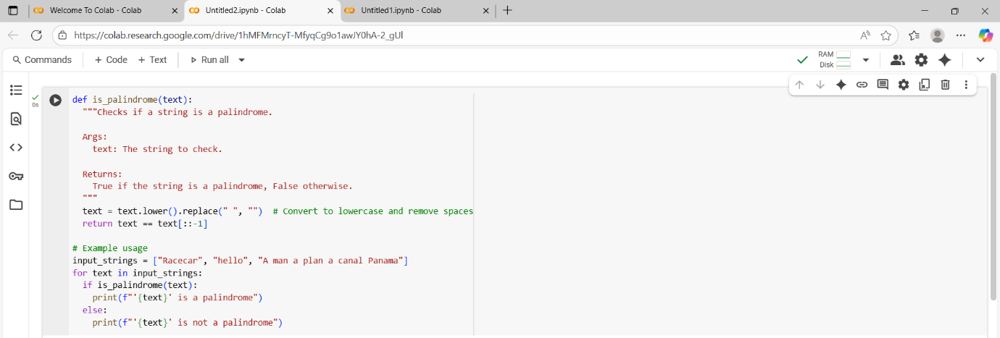 Welcome To Colab - Colab
Untitled2.ipynb - Colab
Untitled1.ipynb - Colab
https://colab.research.google.com/drive/1hMFMrncyT-MfyqCg9o1awJY0hA-2_gUl
Commands + Code + Text Run all
RAM
Disk
0s
def is_palindrome(text):
  """Checks if a string is a palindrome.
  Args:
    text: The string to check.
  Returns:
    True if the string is a palindrome, False otherwise.
  """
  text = text.lower().replace(" ", "")  # Convert to lowercase and remove spaces
  return text == text[::-1]
# Example usage
input_strings = ["Racecar", "hello", "A man a plan a canal Panama"]
for text in input_strings:
  if is_palindrome(text):
    print(f"'{text}' is a palindrome")
  else:
    print(f"'{text}' is not a palindrome")